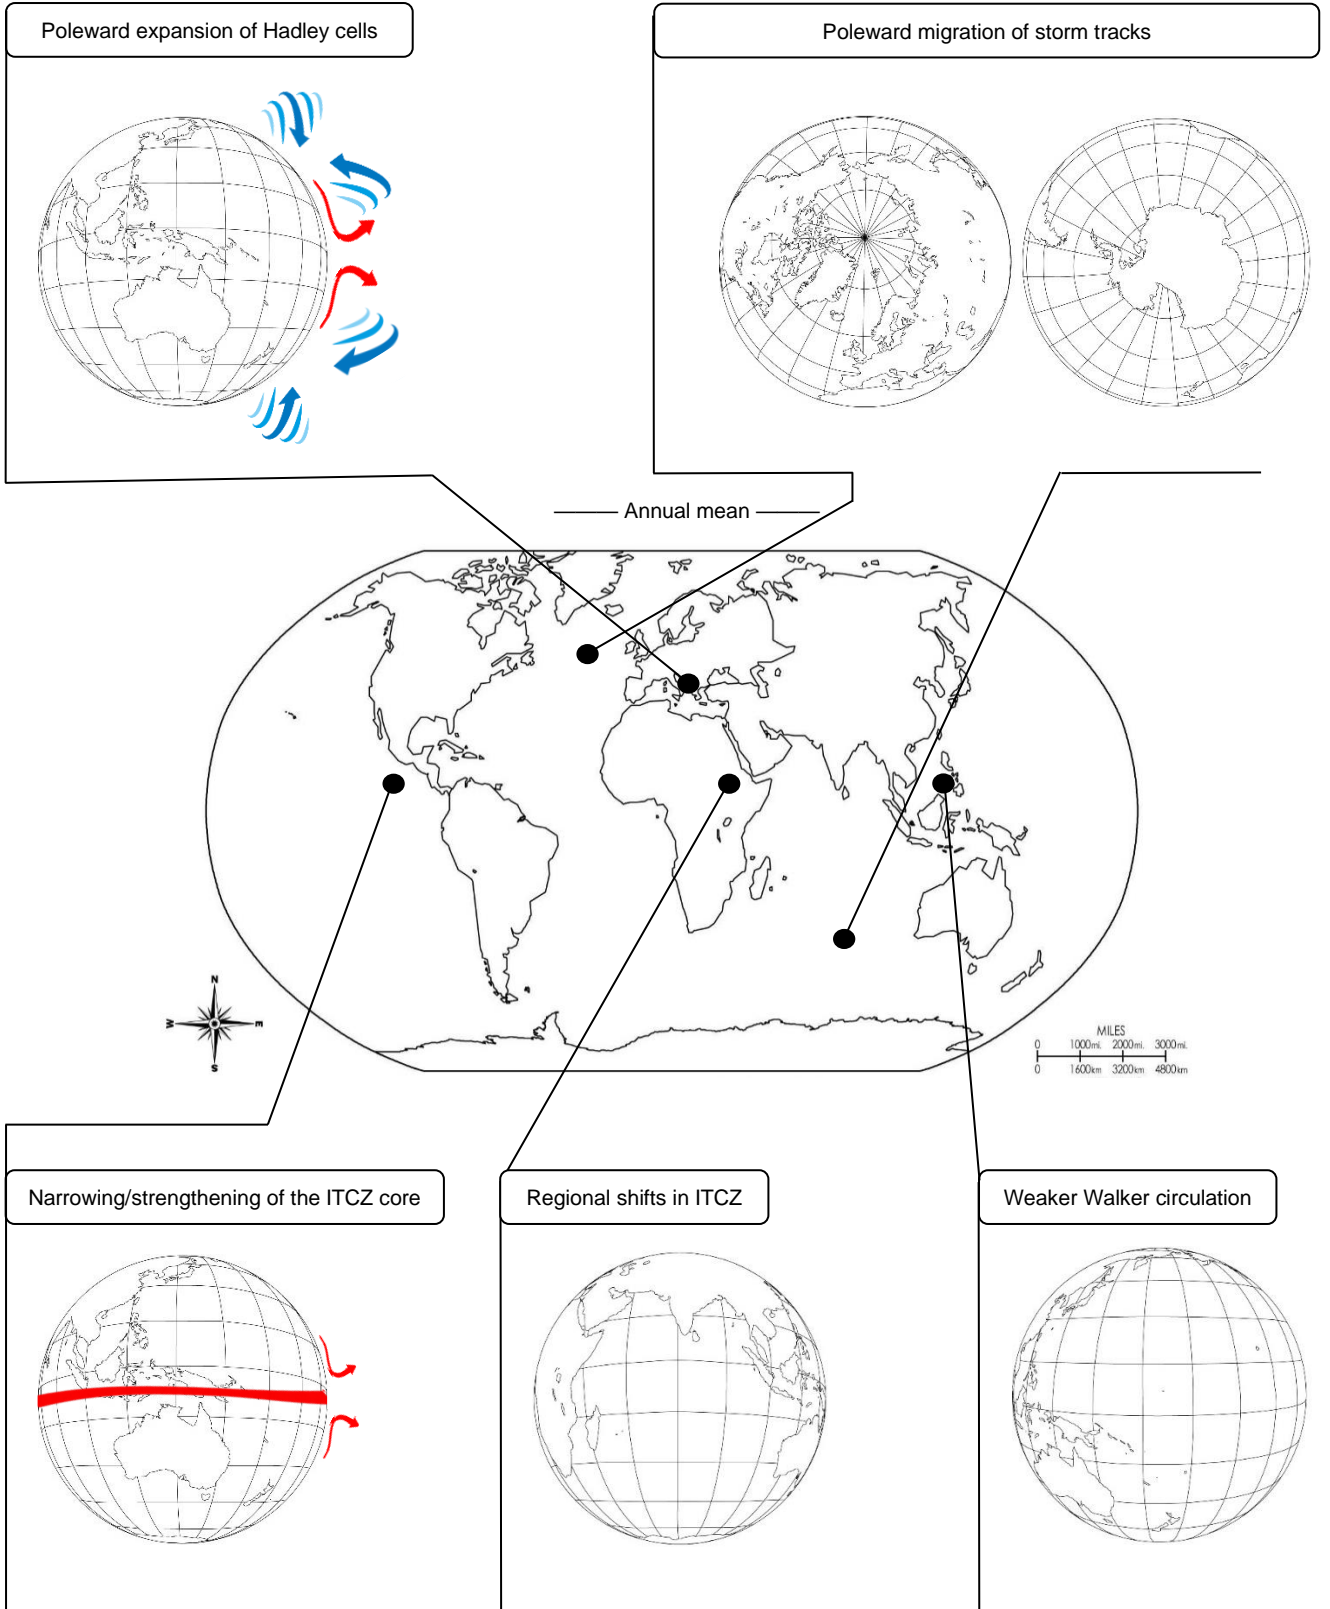 Poleward expansion of Hadley cells
Poleward migration of storm tracks
Annual mean
N
W
E
S
MILES
0 1000mi. 2000mi. 3000mi.
0 1600km 3200km 4800km
Narrowing/strengthening of the ITCZ core
Regional shifts in ITCZ
Weaker Walker circulation